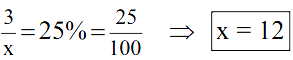 3/x = 25% = 25/100 ⇒ x = 12